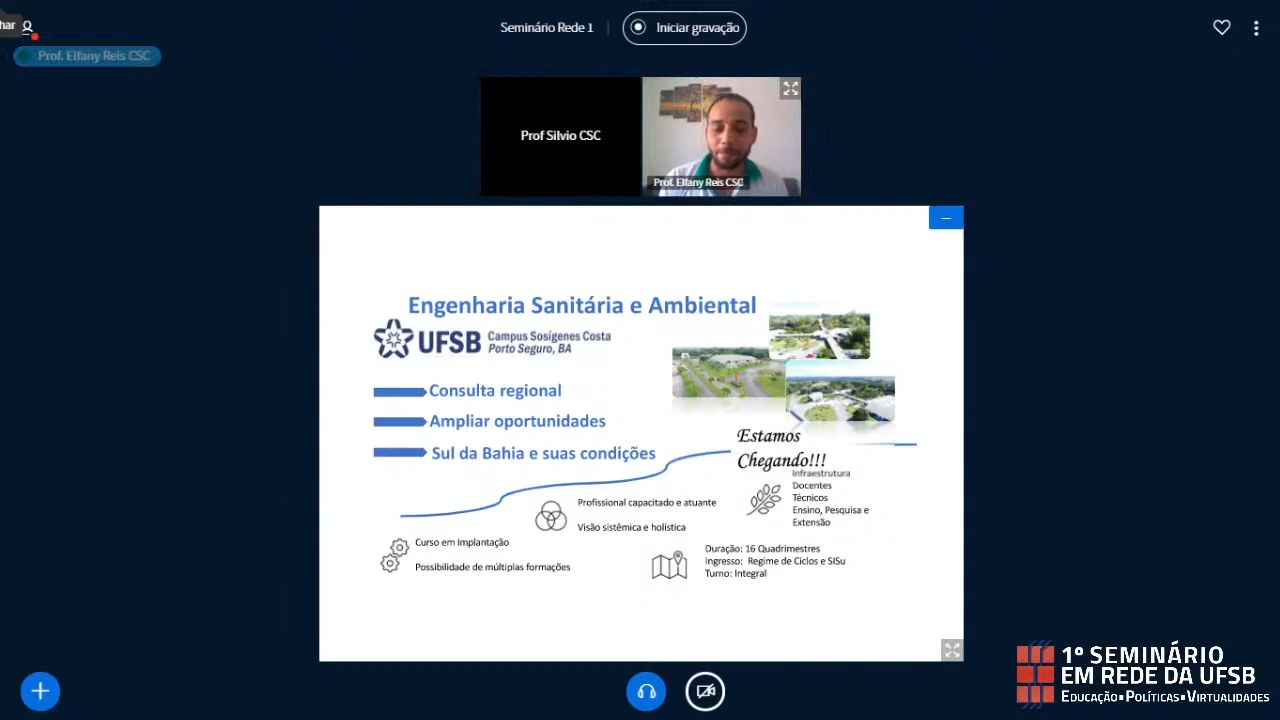 har
Seminário Rede 1
Iniciar gravação
Prof. Elfany Reis CSC
Prof Silvio CSC
Prof. Elfany Reis CSC
Engenharia Sanitária e Ambiental
UFSB Campus Sosígenes Costa
Porto Seguro, BA
Consulta regional
Ampliar oportunidades
Sul da Bahia e suas condições
Estamos
Chegando!!!
Infraestrutura
Docentes
Técnicos
Ensino, Pesquisa e
Extensão
Profissional capacitado e atuante
Visão sistêmica e holística
Curso em Implantação
Possibilidade de múltiplas formações
Duração: 16 Quadrimestres
Ingresso: Regime de Ciclos e SISu
Turno: Integral
1º SEMINÁRIO
EM REDE DA UFSB
EDUCAÇÃO▪POLÍTICAS▪VIRTUALIDADES